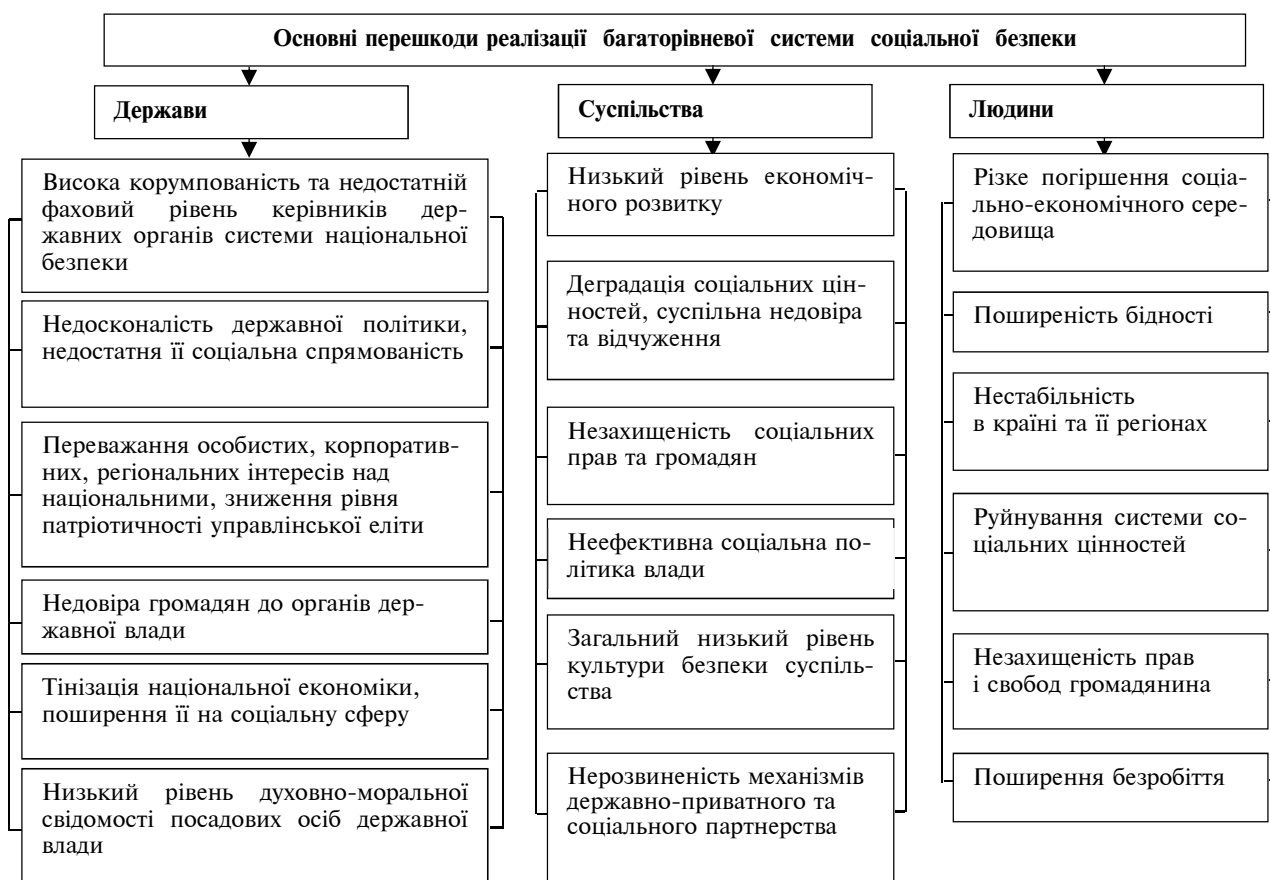 Основні перешкоди реалізації багаторівневої системи соціальної безпеки
Держави
Висока корумпованість та недостатній
фаховий рівень керівників дер-
жавних органів системи національної
безпеки
Недосконалість державної політики,
недостатня її соціальна спрямованість
Переважання особистих, корпоратив-
них, регіональних інтересів над
національними, зниження рівня
патріотичності управлінської еліти
Недовіра громадян до органів дер-
жавної влади
Тінізація національної економіки,
поширення її на соціальну сферу
Низький рівень духовно-моральної
свідомості посадових осіб державної
влади
Суспільства
Низький рівень економіч-
ного розвитку
Деградація соціальних цін-
ностей, суспільна недовіра
та відчуження
Незахищеність соціальних
прав та громадян
Неефективна соціальна по-
літика влади
Загальний низький рівень
культури безпеки суспіль-
ства
Нерозвиненість механізмів
державно-приватного та
соціального партнерства
Людини
Різке погіршення соціа-
льно-економічного сере-
довища
Поширеність бідності
Нестабільність
в країні та її регіонах
Руйнування системи со-
ціальних цінностей
Незахищеність прав
і свобод громадянина
Поширення безробіття